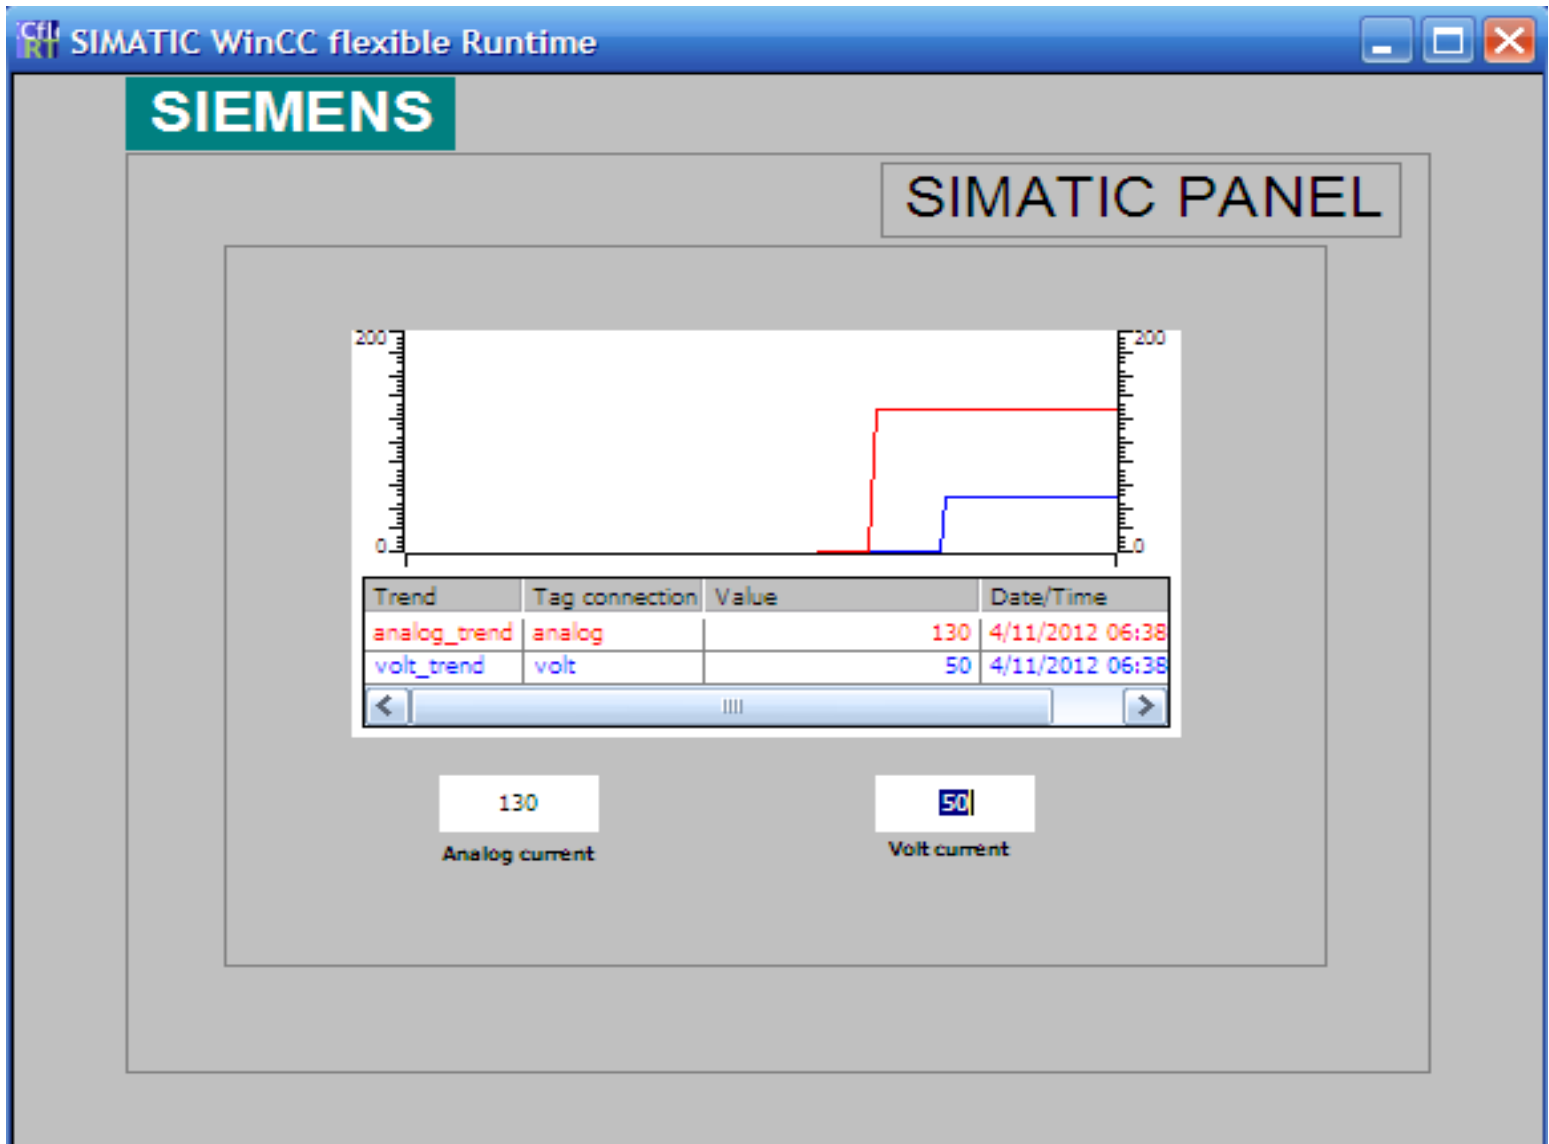 SIMATIC WinCC flexible Runtime
SIEMENS
SIMATIC PANEL
200 200
0 0
Trend Tag connection Value Date/Time
analog_trend analog 130 4/11/2012 06:38
volt_trend volt 50 4/11/2012 06:38
130 50
Analog current Volt current